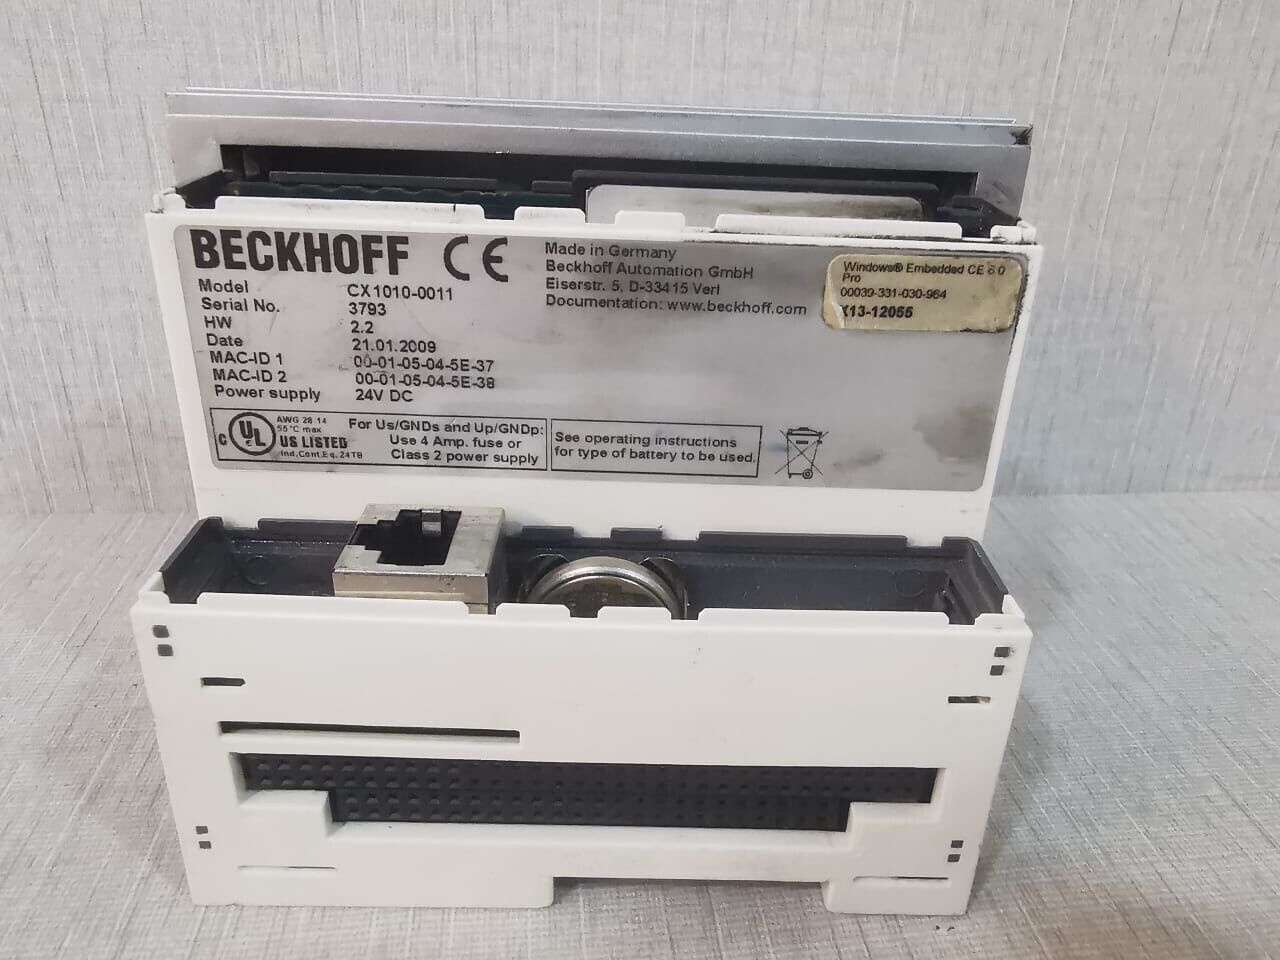 BECKHOFF CE
Model CX1010-0011
Serial No. 3793
HW 2.2
Date 21.01.2009
MAC-ID 1 00-01-05-04-5E-37
MAC-ID 2 00-01-05-04-5E-38
Power supply 24V DC
Made in Germany
Beckhoff Automation GmbH
Eiserstr. 5, D-33415 Verl
Documentation: www.beckhoff.com
Windows® Embedded CE 6.0
Pro
00039-331-030-964
X13-12055
C UL
AWG 28 14
55°C max
US LISTED
Ind.Cont.Eq. 24TB
For Us/GNDs and Up/GNDp:
Use 4 Amp. fuse or
Class 2 power supply
See operating instructions
for type of battery to be used.